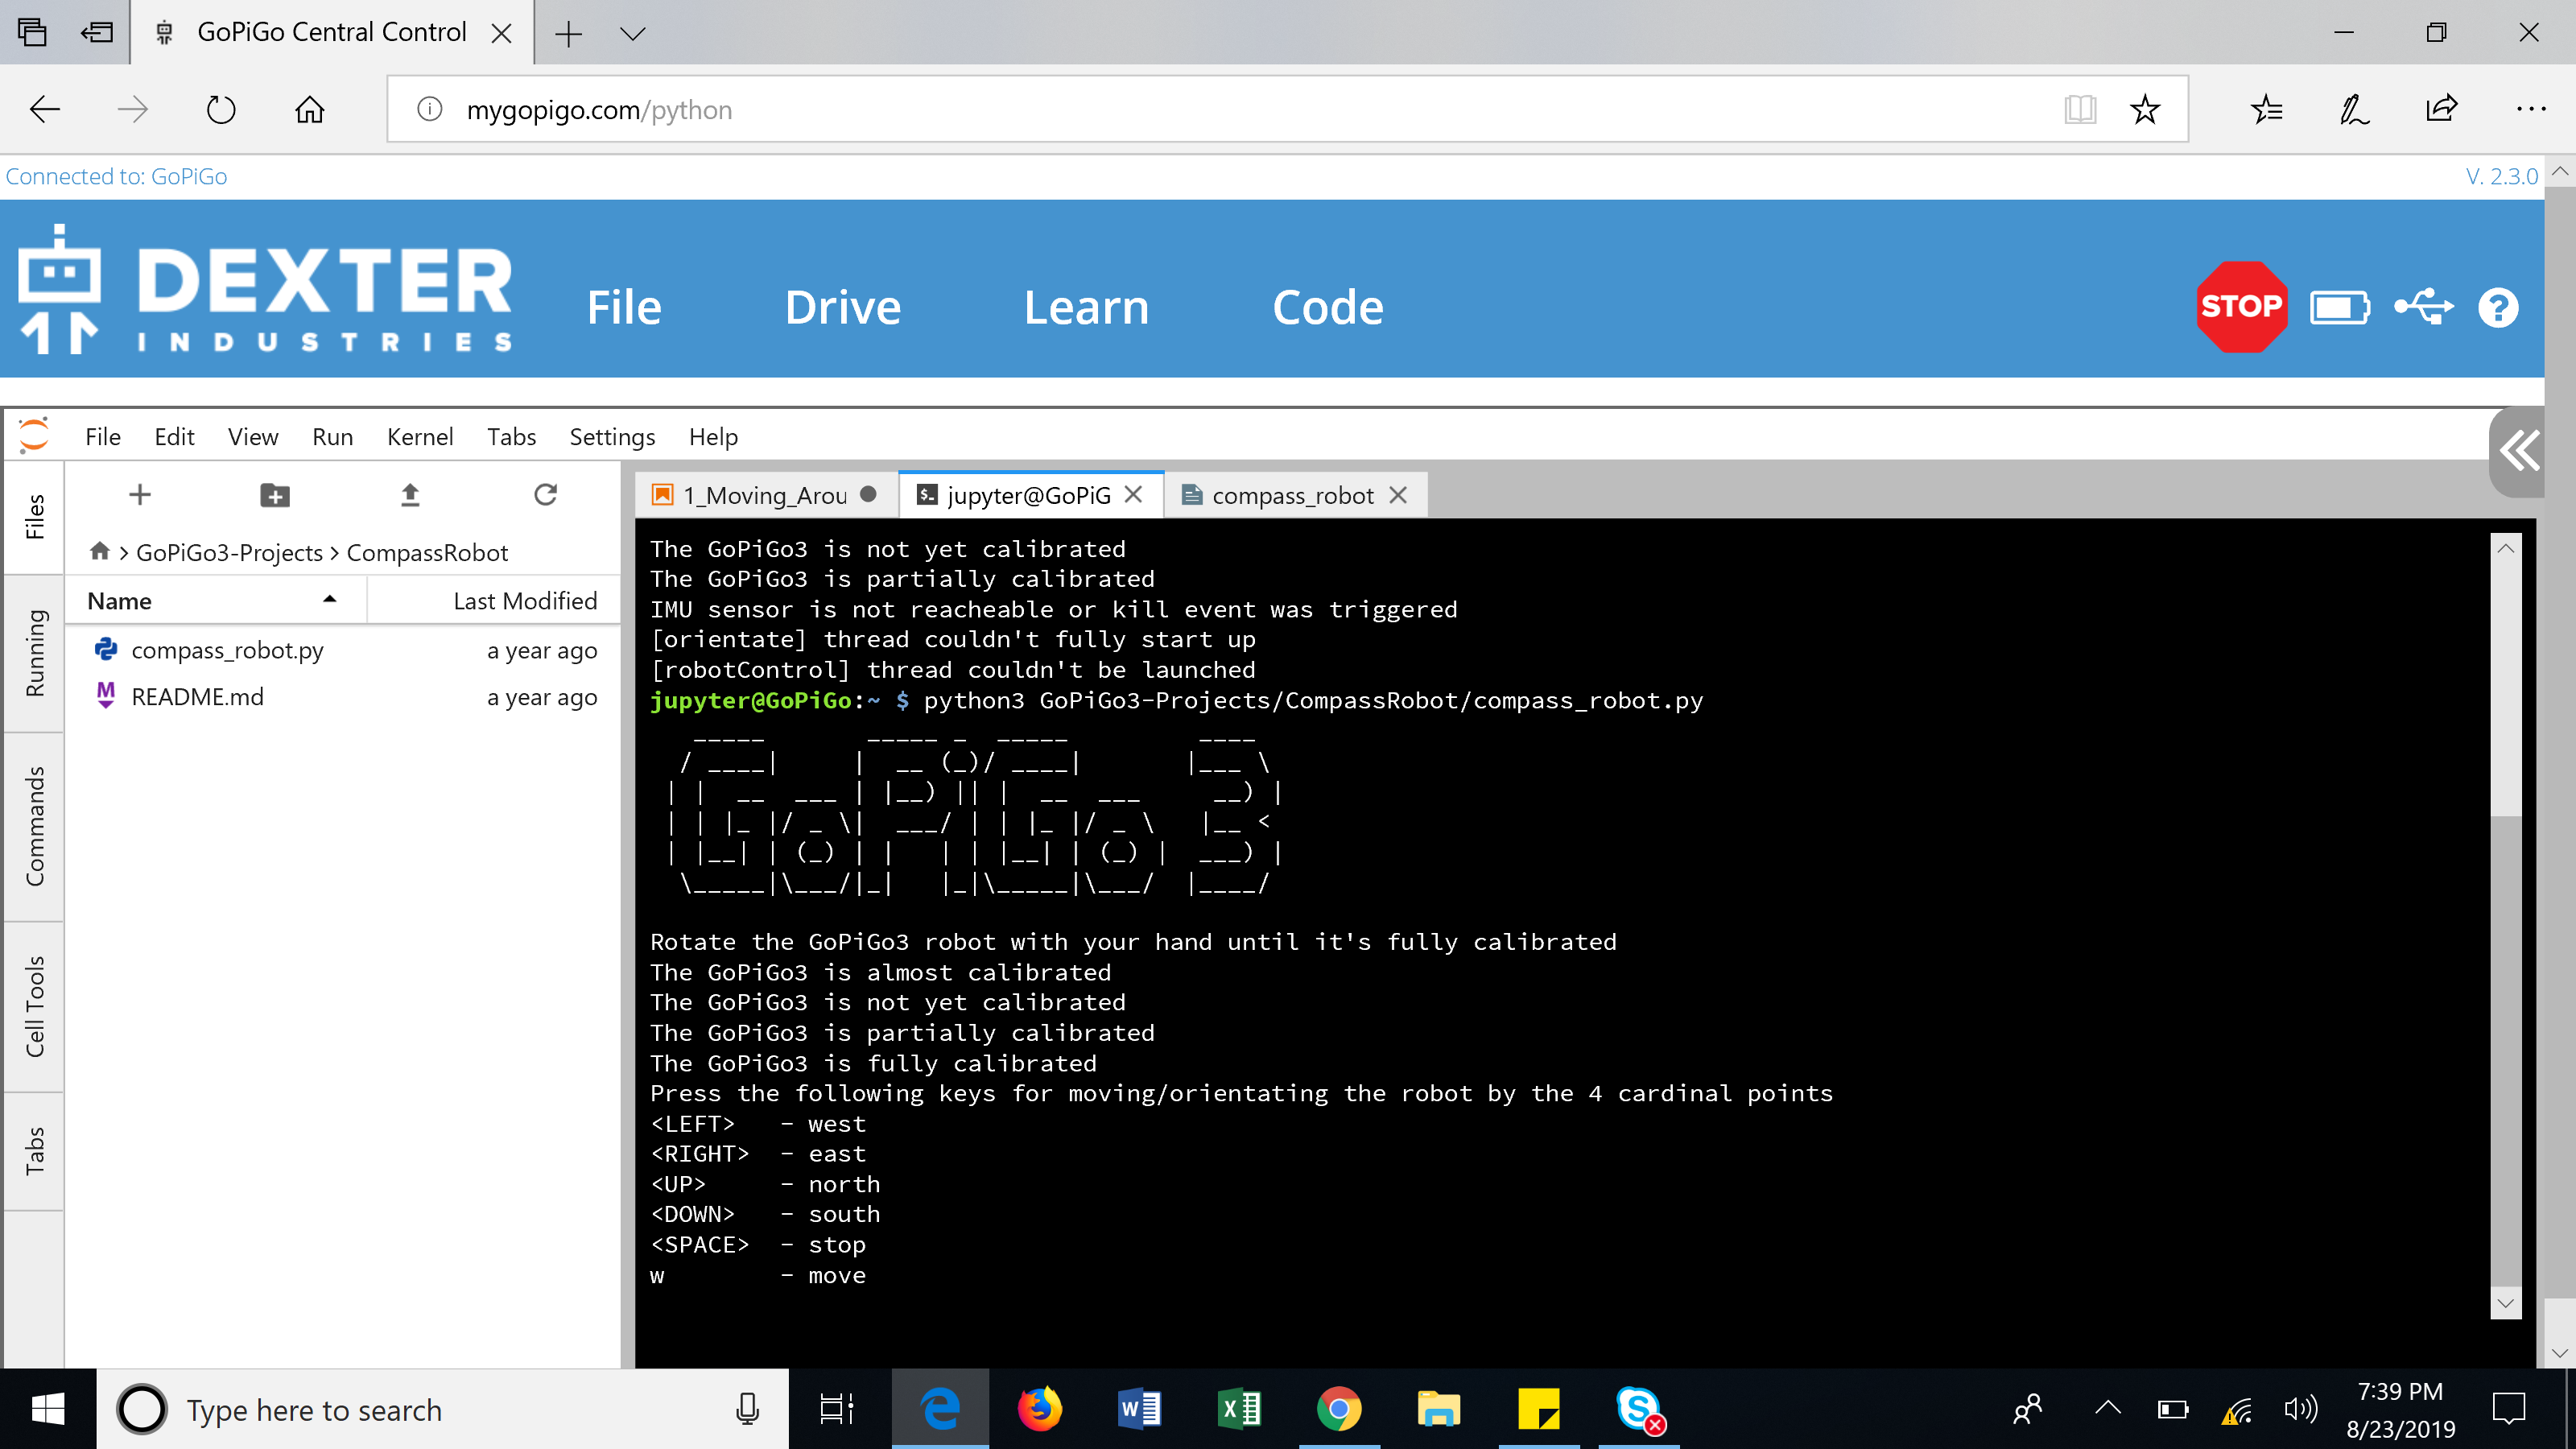 GoPiGo Central Control
mygopigo.com/python
Connected to: GoPiGo
V. 2.3.0
DEXTER
INDUSTRIES
File Drive Learn Code
STOP
File Edit View Run Kernel Tabs Settings Help
Files
Running
Commands
Cell Tools
Tabs
GoPiGo3-Projects > CompassRobot
Name Last Modified
compass_robot.py a year ago
README.md a year ago
1_Moving_Arou
jupyter@GoPiG
compass_robot
The GoPiGo3 is not yet calibrated
The GoPiGo3 is partially calibrated
IMU sensor is not reacheable or kill event was triggered
[orientate] thread couldn't fully start up
[robotControl] thread couldn't be launched
jupyter@GoPiGo:~ $ python3 GoPiGo3-Projects/CompassRobot/compass_robot.py
GoPiGo 3
Rotate the GoPiGo3 robot with your hand until it's fully calibrated
The GoPiGo3 is almost calibrated
The GoPiGo3 is not yet calibrated
The GoPiGo3 is partially calibrated
The GoPiGo3 is fully calibrated
Press the following keys for moving/orientating the robot by the 4 cardinal points
<LEFT> - west
<RIGHT> - east
<UP> - north
<DOWN> - south
<SPACE> - stop
w - move
Type here to search
7:39 PM
8/23/2019